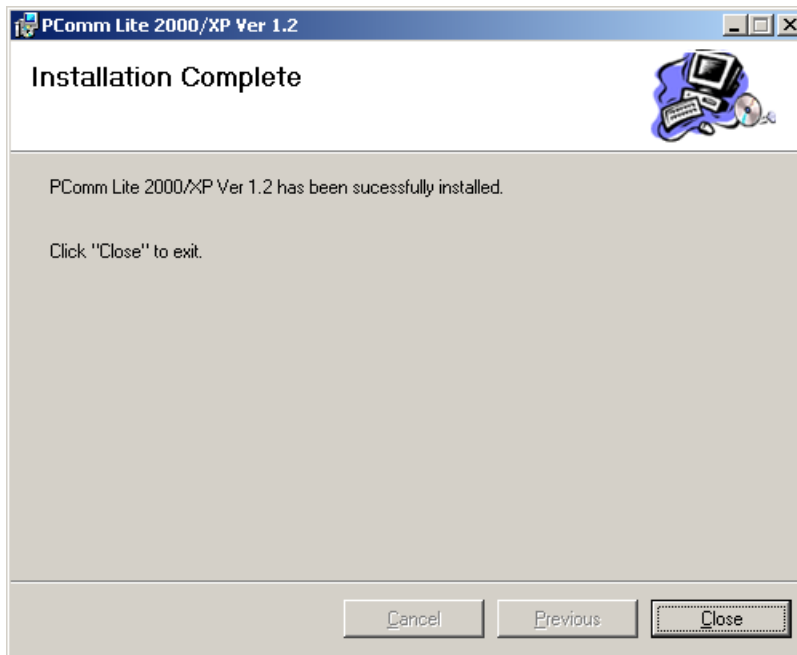 PComm Lite 2000/XP Ver 1.2
Installation Complete
PComm Lite 2000/XP Ver 1.2 has been sucessfully installed.
Click "Close" to exit.
Cancel Previous Close